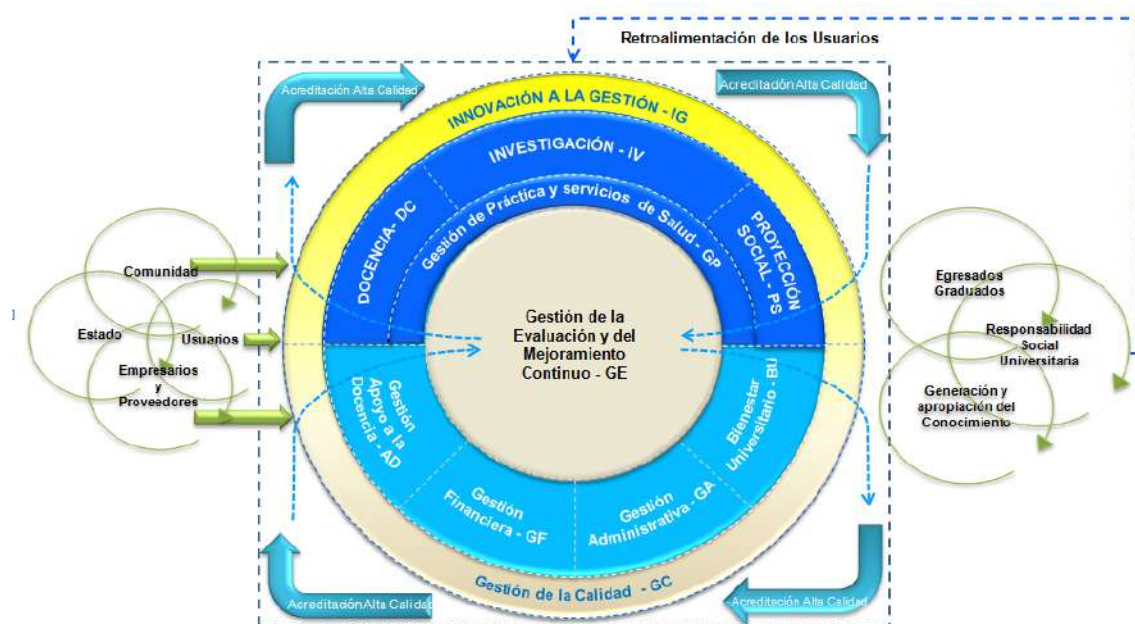 Retroalimentación de los Usuarios
Acreditación Alta Calidad
Acreditación Alta Calidad
INNOVACIÓN A LA GESTIÓN - IG
INVESTIGACIÓN - IV
DOCENCIA- DC
Gestión de Práctica y servicios de Salud - GP
PROYECCIÓN
SOCIAL - PS
Comunidad
Estado
Usuarios
Empresarios
y
Proveedores
Gestión de la
Evaluación y del
Mejoramiento
Continuo - GE
Egresados
Graduados
Responsabilidad
Social
Universitaria
Generación y
apropiación del
Conocimiento
Gestión
Apoyo a la
Docencia - AD
Gestión
Financiera - GF
Gestión
Administrativa - GA
Bienestar
Universitario - BU
Gestión de la Calidad - GC
Acreditación Alta Calidad
Acreditación Alta Calidad